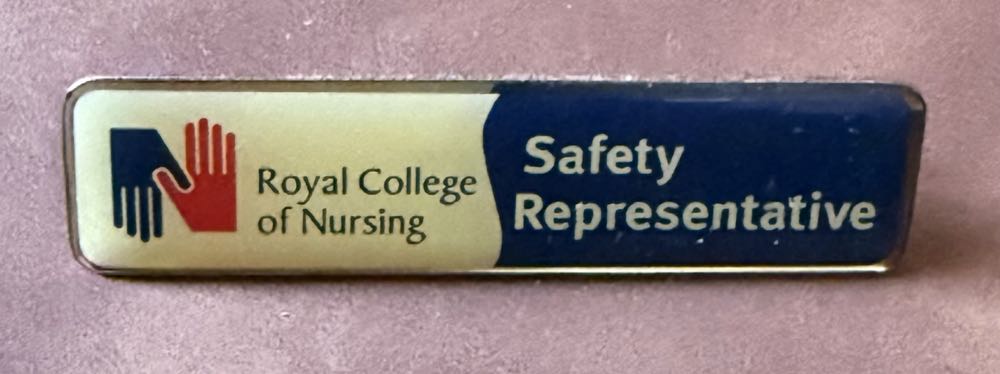 Royal College
of Nursing
Safety
Representative